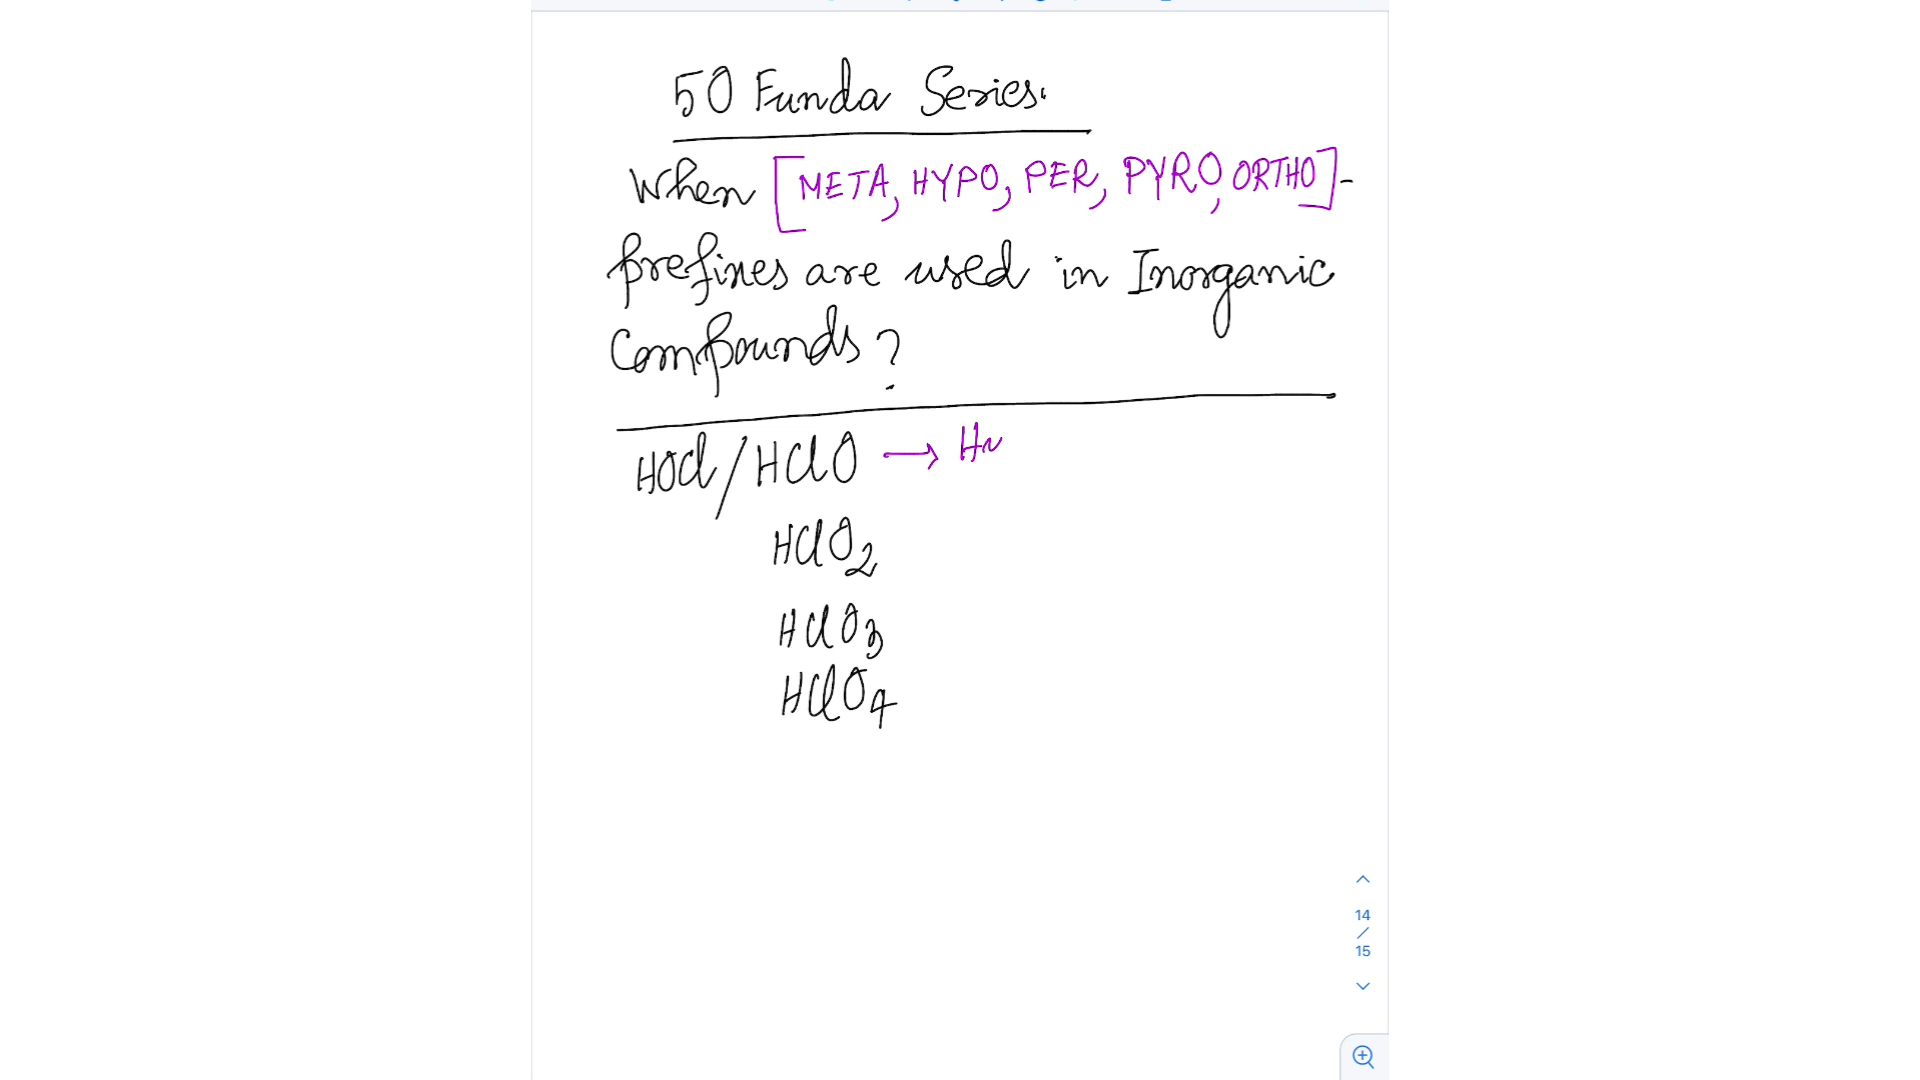 50 Funda Series.
When [META, HYPO, PER, PYRO, ORTHO]-
prefixes are used in Inorganic
Compounds?
HOCl/HClO → Hy
HClO2
HClO3
HClO4
14
/
15